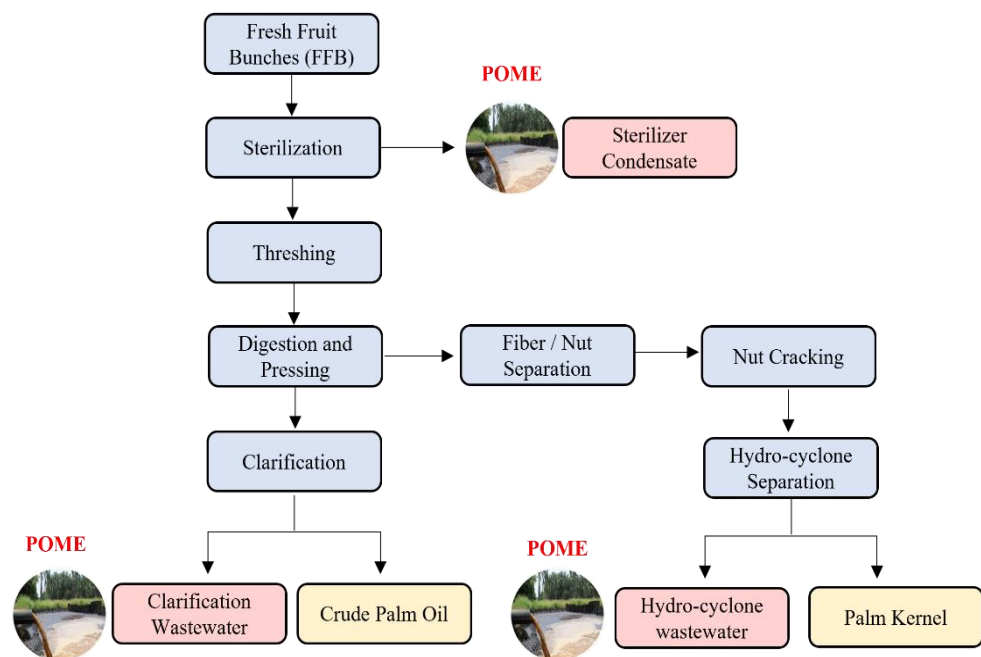 Fresh Fruit
Bunches (FFB)
POME
Sterilization
Sterilizer
Condensate
Threshing
Digestion and
Pressing
Fiber / Nut
Separation
Nut Cracking
Clarification
Hydro-cyclone
Separation
POME
Clarification
Wastewater
Crude Palm Oil
POME
Hydro-cyclone
wastewater
Palm Kernel